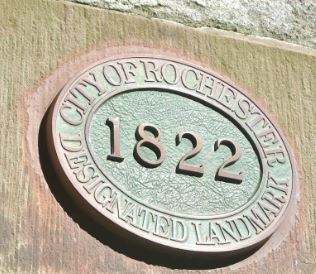 CITY OF ROCHESTER
1822
DESIGNATED LANDMARK